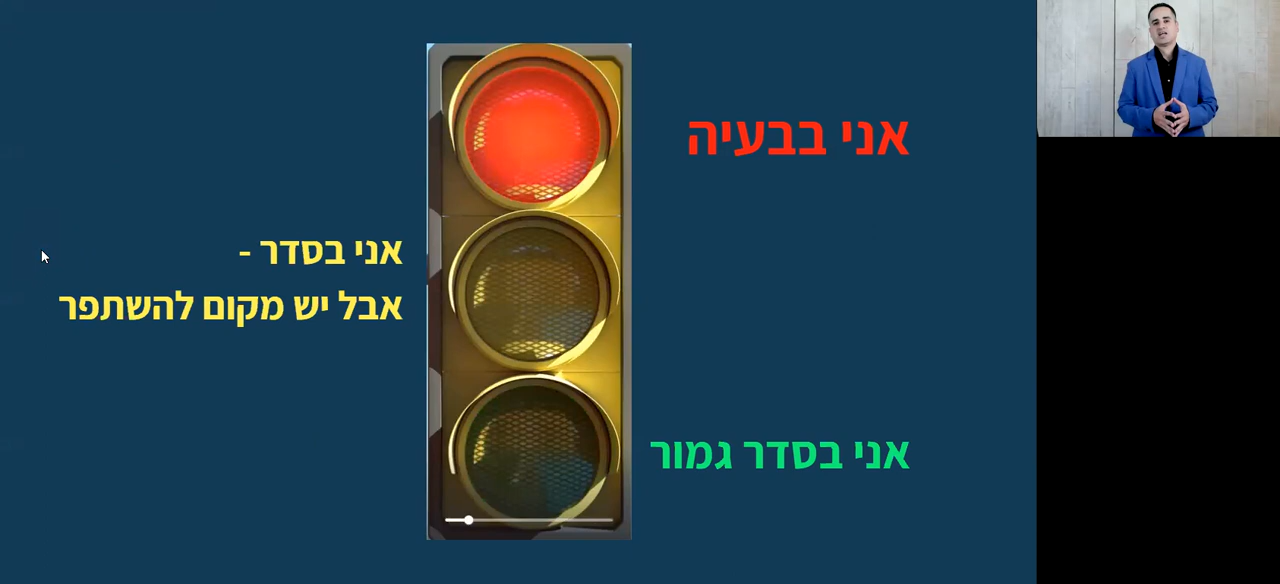 אני בבעיה
אני בסדר -
אבל יש מקום להשתפר
אני בסדר גמור